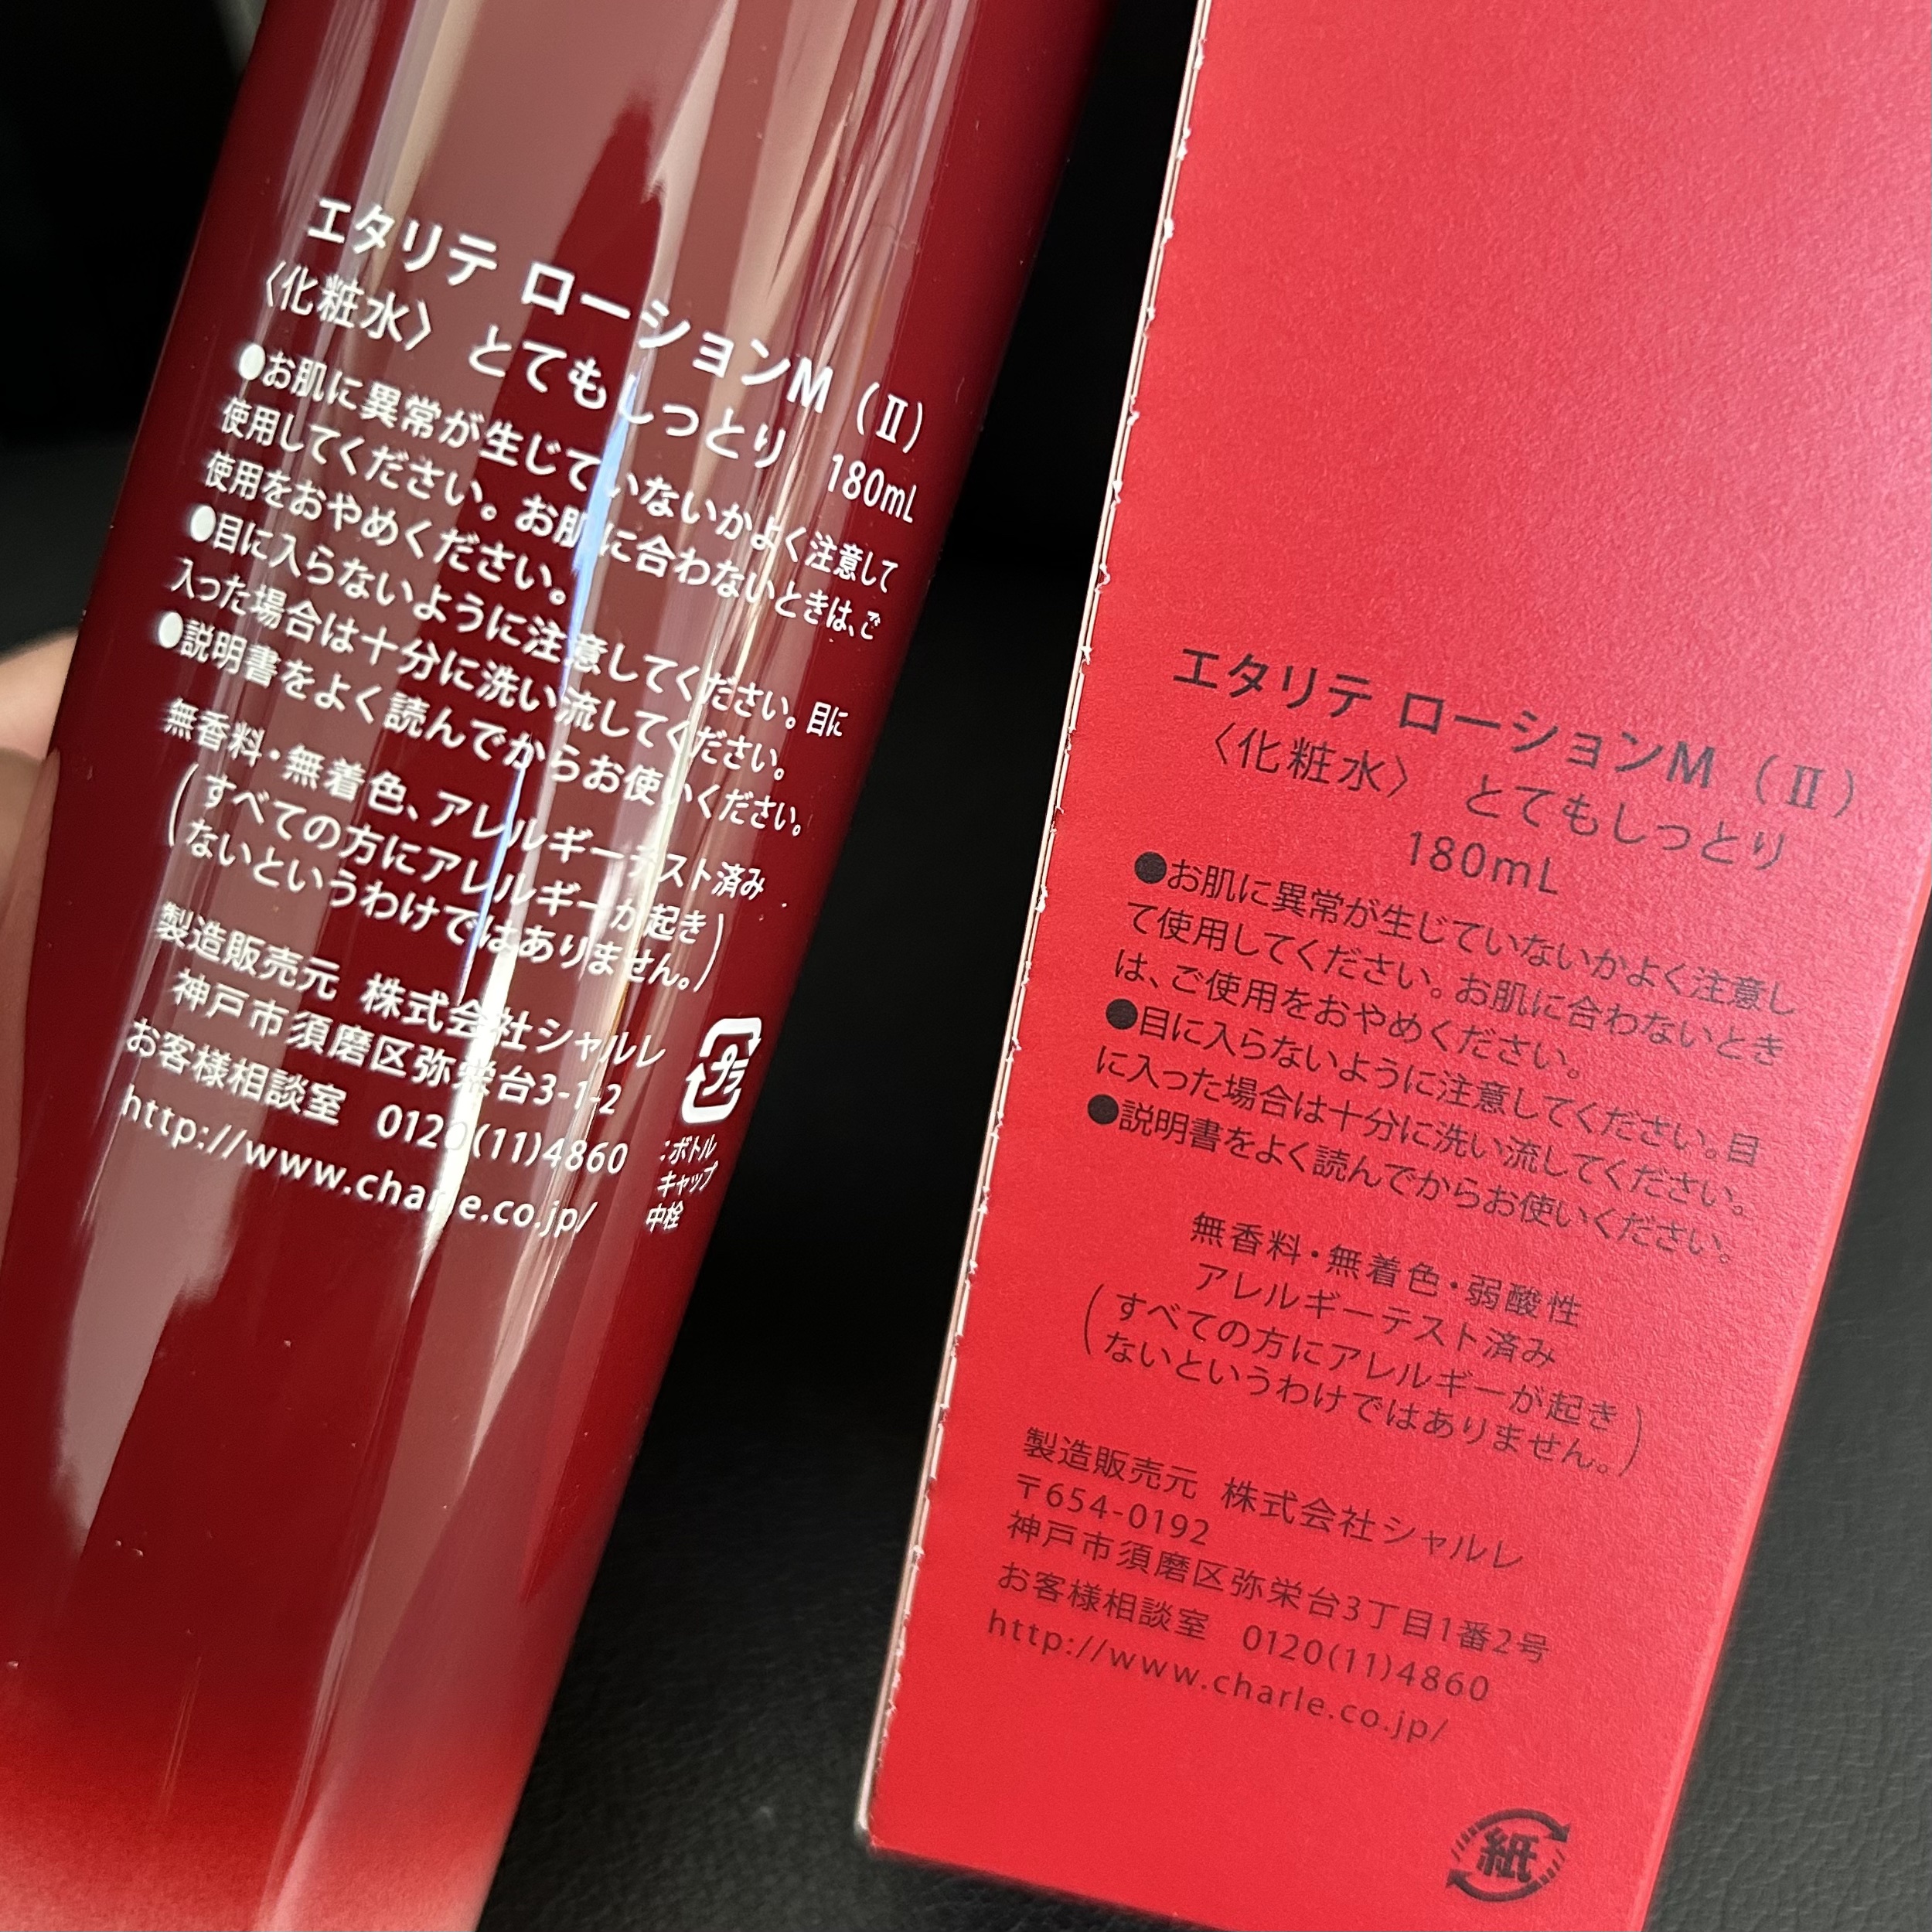 エタリテ ローションM (Ⅱ)
〈化粧水〉 とてもしっとり 180mL
●お肌に異常が生じていないかよく注意して
使用してください。お肌に合わないときは、ご
使用をおやめください。
●目に入らないように注意してください。目に
入った場合は十分に洗い流してください。
●説明書をよく読んでからお使いください。
無香料・無着色、アレルギーテスト済み
(すべての方にアレルギーが起き
ないというわけではありません。)
製造販売元 株式会社シャルレ
神戸市須磨区弥栄台3-1-2
お客様相談室 0120(11)4860
http://www.charle.co.jp/
プラ
:ボトル
キャップ
中栓
エタリテ ローションM (Ⅱ)
〈化粧水〉 とてもしっとり
180mL
●お肌に異常が生じていないかよく注意し
て使用してください。お肌に合わないとき
は、ご使用をおやめください。
●目に入らないように注意してください。目
に入った場合は十分に洗い流してください。
●説明書をよく読んでからお使いください。
無香料・無着色・弱酸性
アレルギーテスト済み
(すべての方にアレルギーが起き
ないというわけではありません。)
製造販売元 株式会社シャルレ
〒654-0192
神戸市須磨区弥栄台3丁目1番2号
お客様相談室 0120(11)4860
http://www.charle.co.jp/
紙